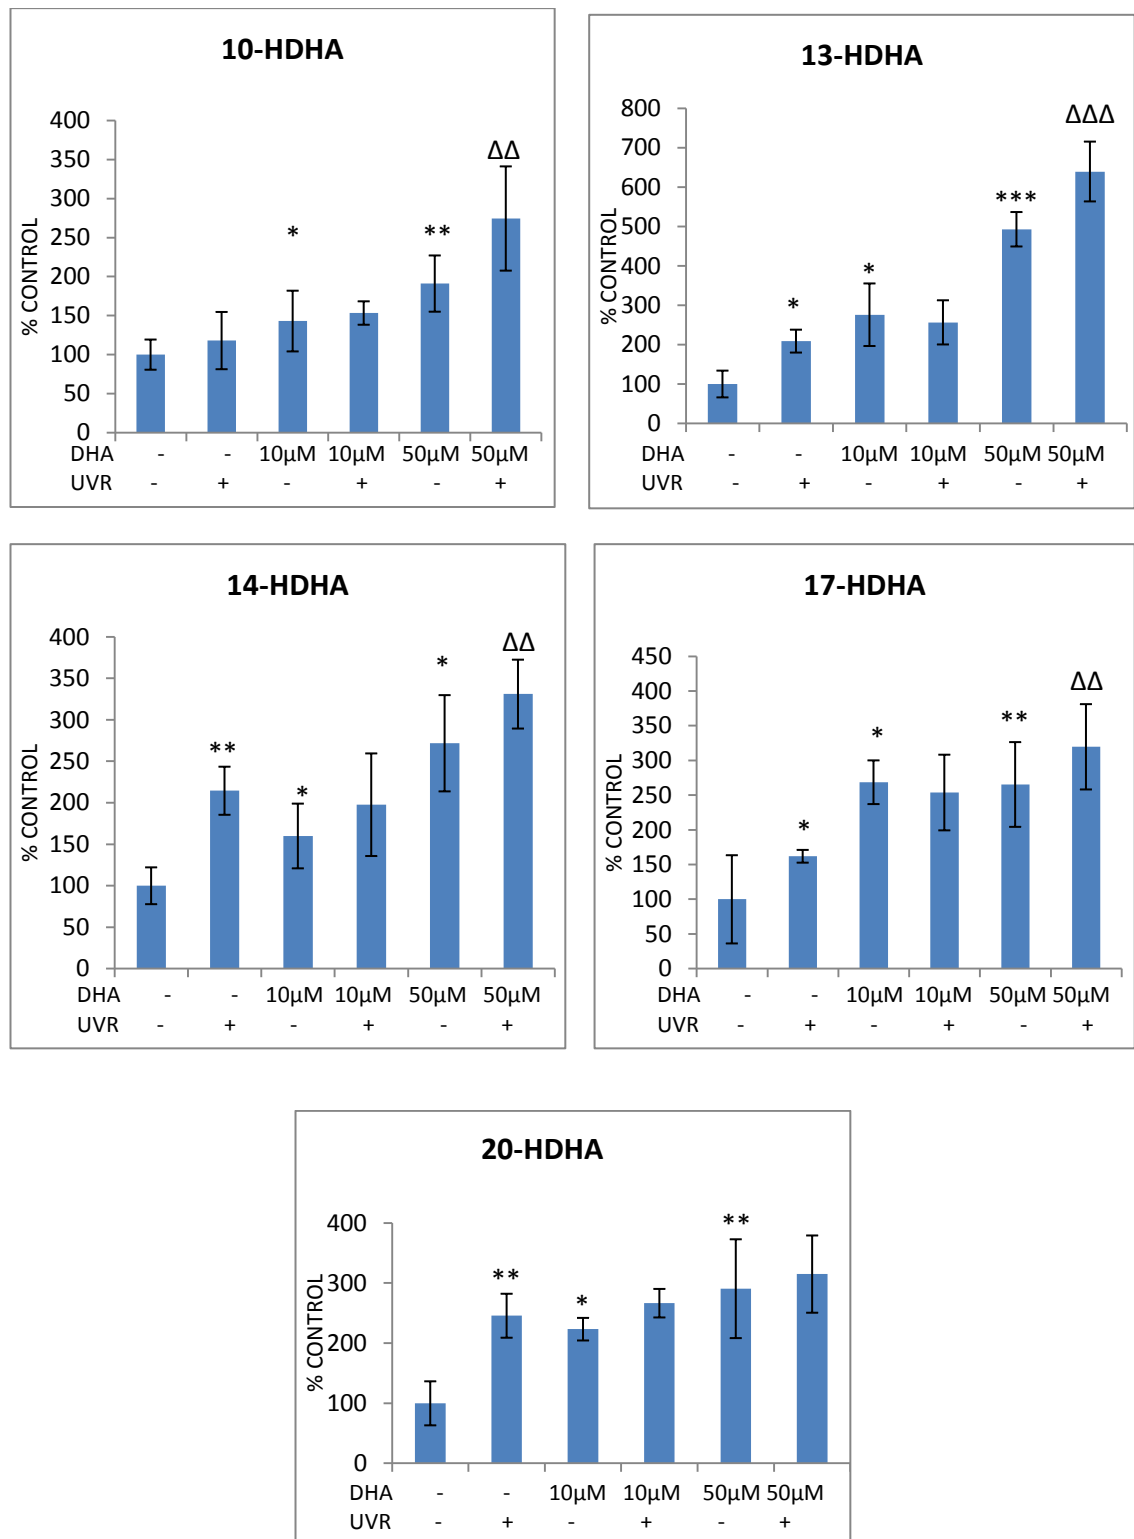 10-HDHA
400
350
300
250
200
150
100
50
0
% CONTROL
* ** ΔΔ
DHA - - 10µM 10µM 50µM 50µM
UVR - + - + - +
13-HDHA
800
700
600
500
400
300
200
100
0
% CONTROL
* * *** ΔΔΔ
DHA - - 10µM 10µM 50µM 50µM
UVR - + - + - +
14-HDHA
400
350
300
250
200
150
100
50
0
% CONTROL
** * * ΔΔ
DHA - - 10µM 10µM 50µM 50µM
UVR - + - + - +
17-HDHA
450
400
350
300
250
200
150
100
50
0
% CONTROL
* * ** ΔΔ
DHA - - 10µM 10µM 50µM 50µM
UVR - + - + - +
20-HDHA
400
300
200
100
0
% CONTROL
** * **
DHA - - 10µM 10µM 50µM 50µM
UVR - + - + - +